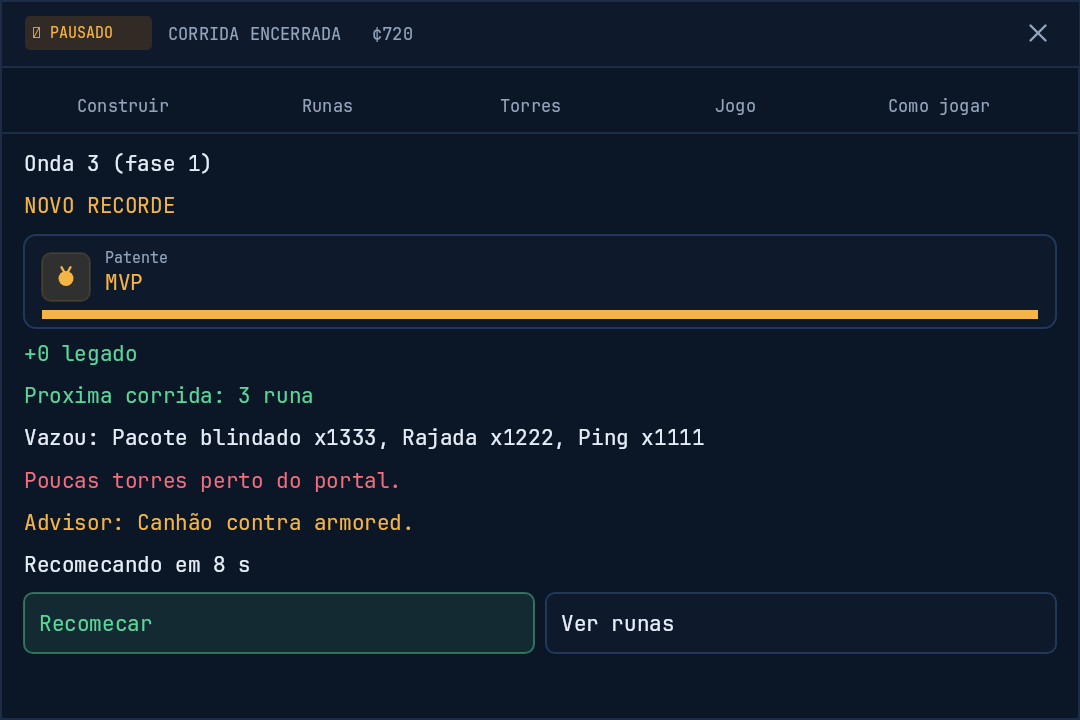 PAUSADO CORRIDA ENCERRADA ¢720
Construir Runas Torres Jogo Como jogar
Onda 3 (fase 1)
NOVO RECORDE
Patente
MVP
+0 legado
Proxima corrida: 3 runa
Vazou: Pacote blindado x1333, Rajada x1222, Ping x1111
Poucas torres perto do portal.
Advisor: Canhão contra armored.
Recomecando em 8 s
Recomecar Ver runas